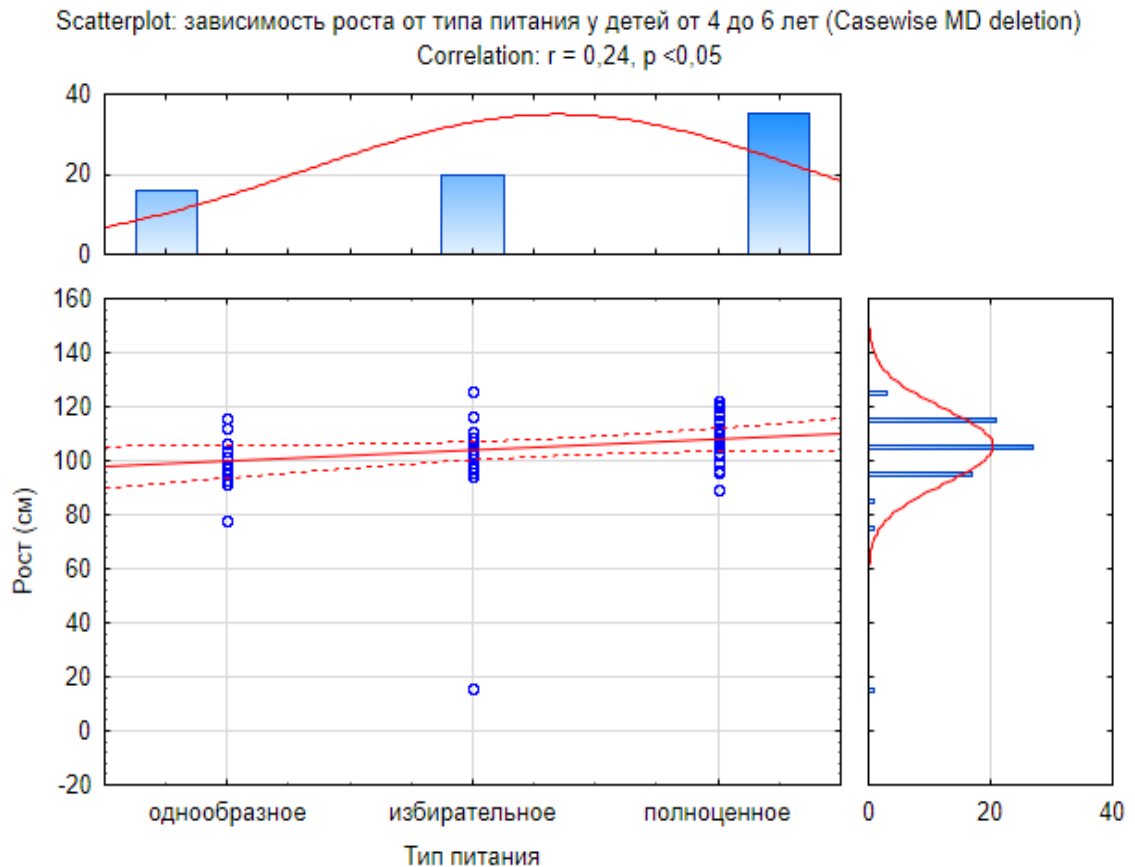 Scatterplot: зависимость роста от типа питания у детей от 4 до 6 лет (Casewise MD deletion)
Correlation: r = 0,24, p <0,05
40
20
0
160
140
120
100
80
60
40
20
0
-20
Рост (см)
однообразное избирательное полноценное
Тип питания
0 20 40